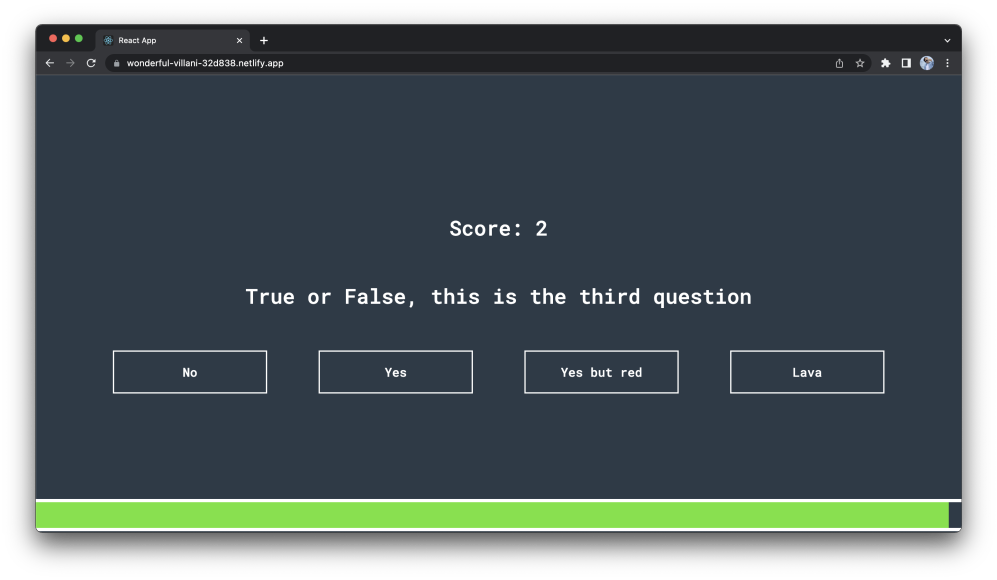 React App
wonderful-villani-32d838.netlify.app
Score: 2
True or False, this is the third question
No
Yes
Yes but red
Lava